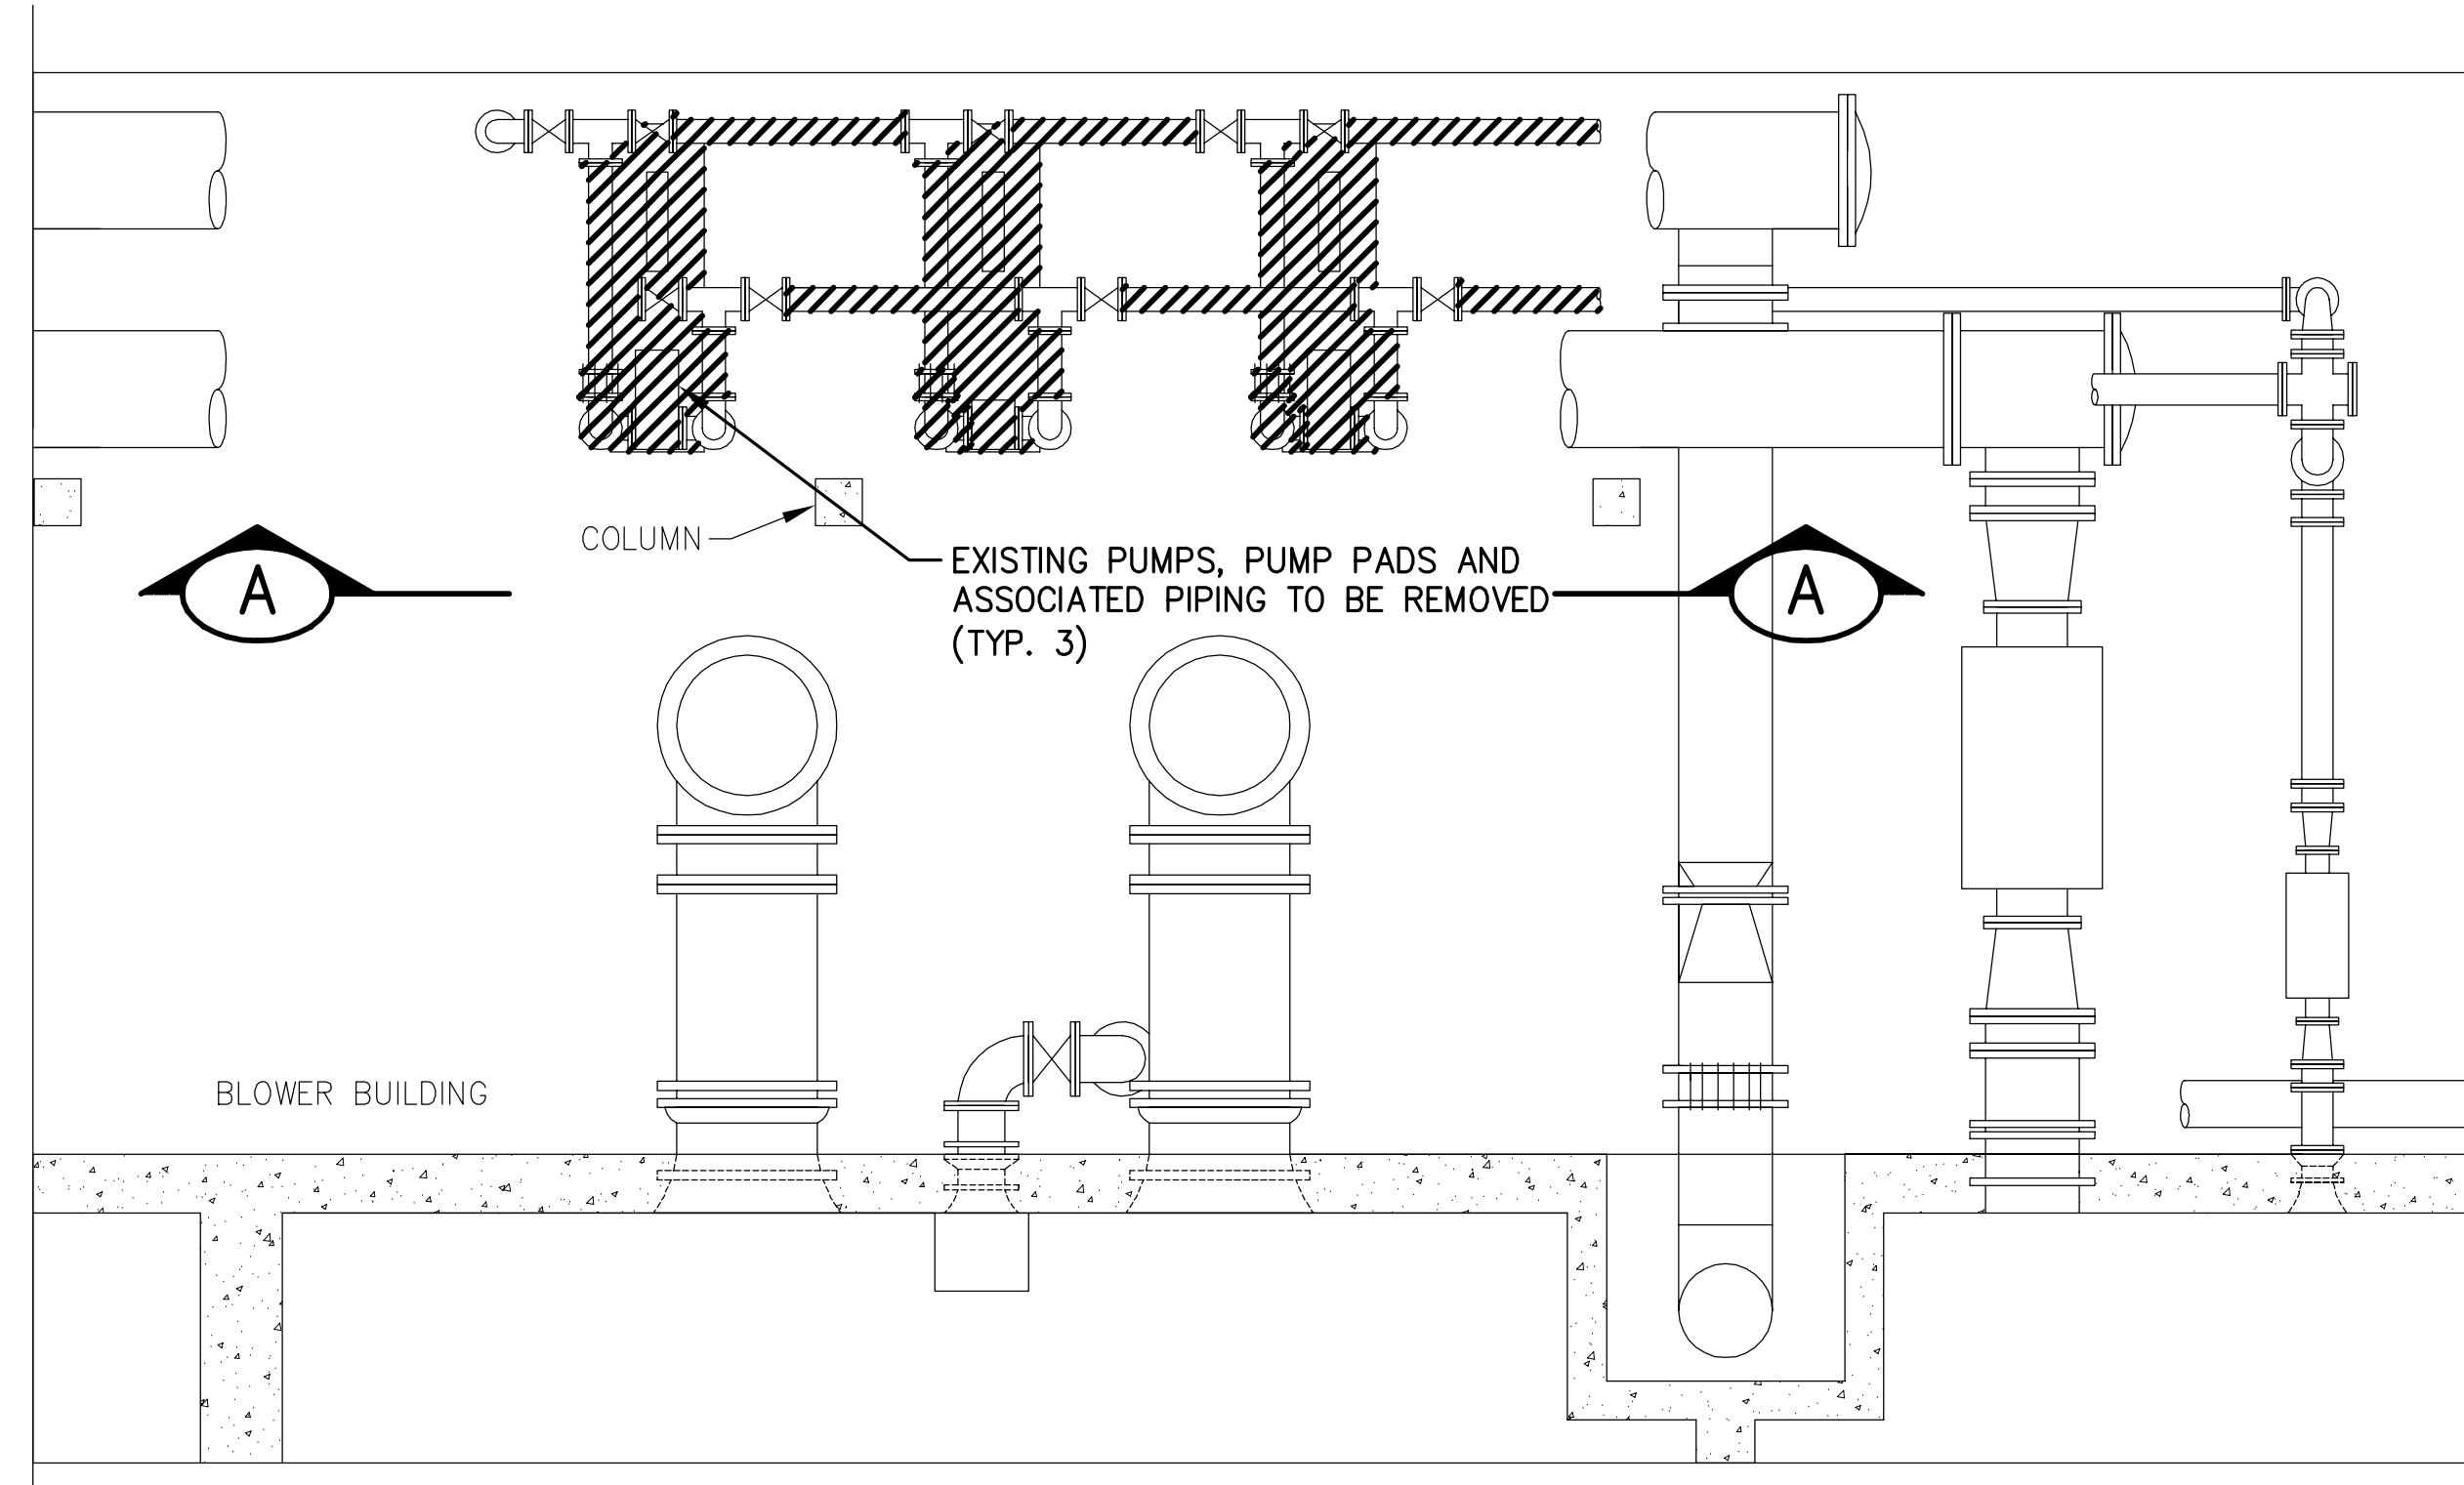 COLUMN
EXISTING PUMPS, PUMP PADS AND
ASSOCIATED PIPING TO BE REMOVED
(TYP. 3)
A
A
BLOWER BUILDING